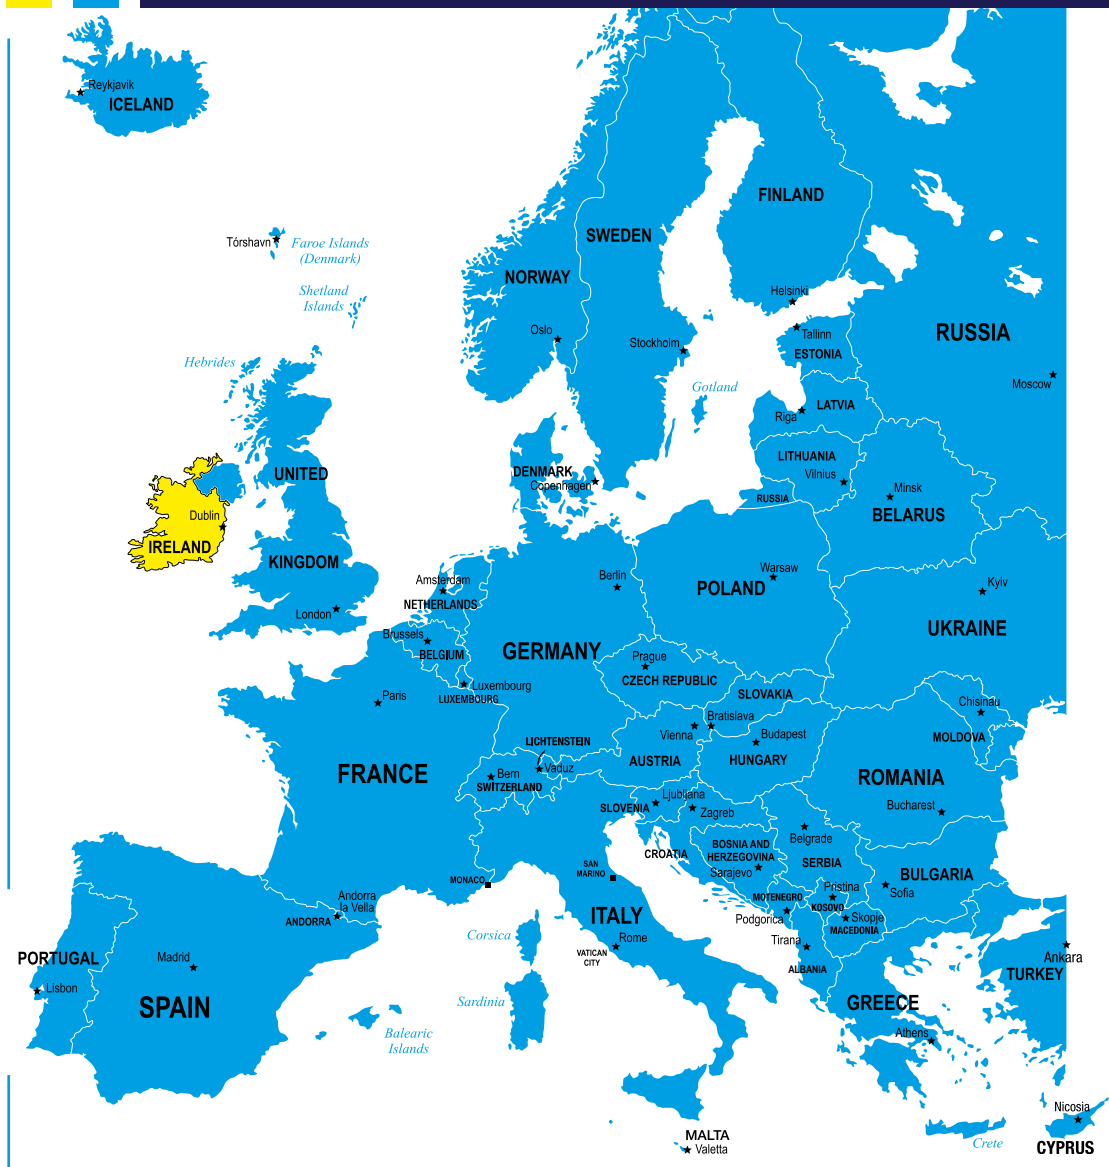 Reykjavik
ICELAND
FINLAND
SWEDEN
Tórshavn
Faroe Islands
(Denmark)
NORWAY
Shetland
Islands
Helsinki
Oslo
Tallinn
RUSSIA
Stockholm
ESTONIA
Hebrides
Moscow
Gotland
LATVIA
Riga
LITHUANIA
UNITED
DENMARK
Vilnius
Copenhagen
Minsk
RUSSIA
Dublin
BELARUS
IRELAND
KINGDOM
Warsaw
Berlin
Amsterdam
Kyiv
POLAND
NETHERLANDS
London
UKRAINE
Brussels
GERMANY
BELGIUM
Prague
CZECH REPUBLIC
Luxembourg
SLOVAKIA
Paris
LUXEMBOURG
Chisinau
Bratislava
Vienna
Budapest
MOLDOVA
LICHTENSTEIN
AUSTRIA
HUNGARY
Vaduz
FRANCE
Bern
ROMANIA
SWITZERLAND
Ljubljana
SLOVENIA
Bucharest
Zagreb
Belgrade
BOSNIA AND
HERZEGOVINA
CROATIA
SERBIA
SAN
MARINO
Sarajevo
BULGARIA
MONACO
Pristina
Sofia
Andorra
la Vella
MOTENEGRO
KOSOVO
ITALY
Podgorica
Skopje
ANDORRA
MACEDONIA
Corsica
Rome
Tirana
VATICAN
CITY
PORTUGAL
Madrid
Ankara
ALBANIA
TURKEY
Lisbon
Sardinia
GREECE
SPAIN
Balearic
Islands
Athens
Nicosia
MALTA
Valetta
Crete
CYPRUS